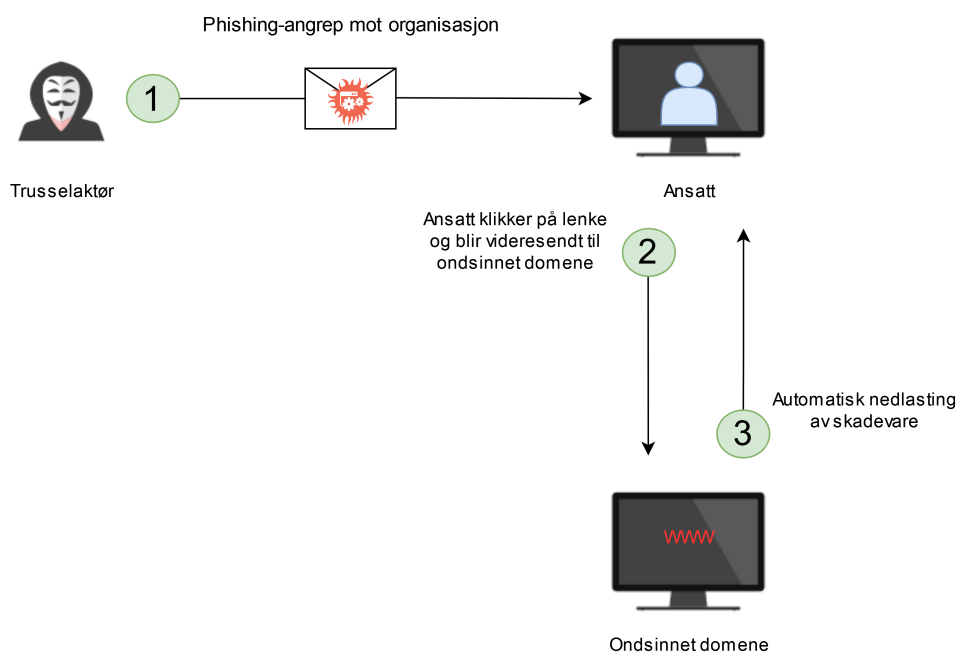 Phishing-angrep mot organisasjon
1
Trusselaktør
Ansatt
Ansatt klikker på lenke
og blir videresendt til
ondsinnet domene
2
Automatisk nedlasting
av skadevare
3
WWW
Ondsinnet domene